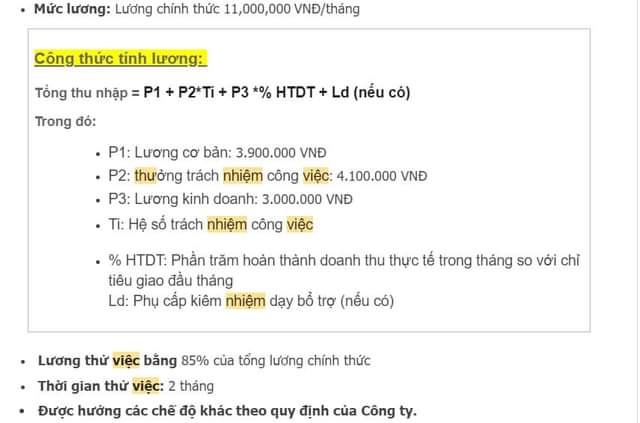 • Mức lương: Lương chính thức 11,000,000 VNĐ/tháng
Công thức tính lương:
Tổng thu nhập = P1 + P2*Ti + P3 *% HTDT + Ld (nếu có)
Trong đó:
• P1: Lương cơ bản: 3.900.000 VNĐ
• P2: thưởng trách nhiệm công việc: 4.100.000 VNĐ
• P3: Lương kinh doanh: 3.000.000 VNĐ
• Ti: Hệ số trách nhiệm công việc
• % HTDT: Phần trăm hoàn thành doanh thu thực tế trong tháng so với chỉ
tiêu giao đầu tháng
Ld: Phụ cấp kiêm nhiệm dạy bổ trợ (nếu có)
• Lương thử việc bằng 85% của tổng lương chính thức
• Thời gian thử việc: 2 tháng
• Được hưởng các chế độ khác theo quy định của Công ty.